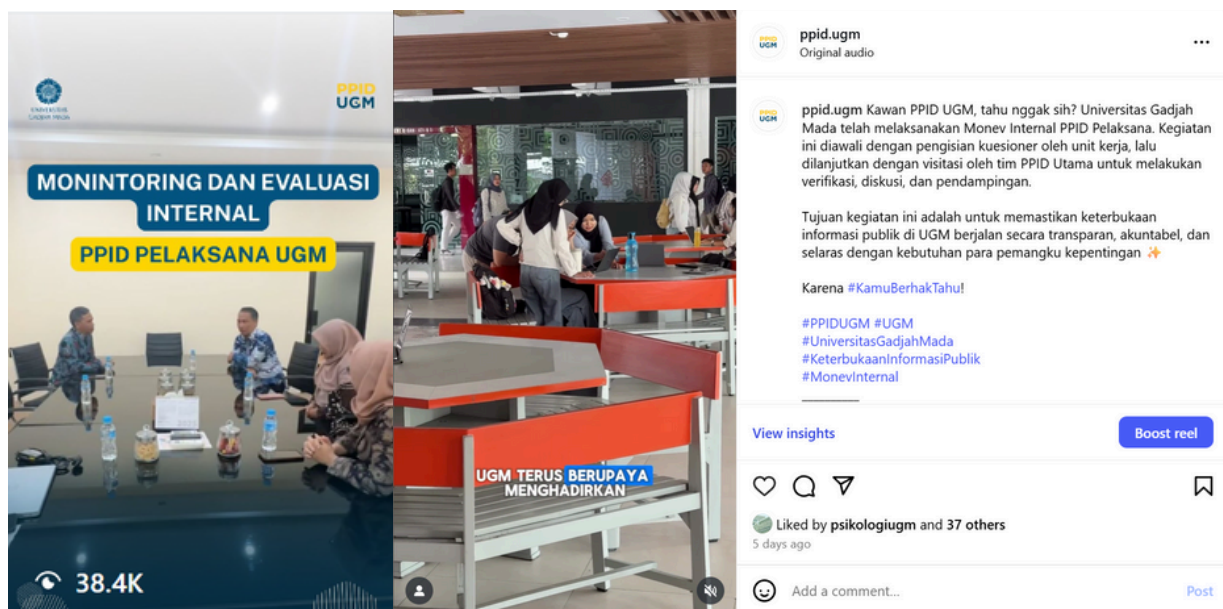 UNIVERSITAS
GADJAH MADA
PPID
UGM
MONINTORING DAN EVALUASI
INTERNAL
PPID PELAKSANA UGM
38.4K
UGM TERUS BERUPAYA
MENGHADIRKAN
PPID
UGM
ppid.ugm
Original audio
PPID
UGM
ppid.ugm Kawan PPID UGM, tahu nggak sih? Universitas Gadjah
Mada telah melaksanakan Monev Internal PPID Pelaksana. Kegiatan
ini diawali dengan pengisian kuesioner oleh unit kerja, lalu
dilanjutkan dengan visitasi oleh tim PPID Utama untuk melakukan
verifikasi, diskusi, dan pendampingan.
Tujuan kegiatan ini adalah untuk memastikan keterbukaan
informasi publik di UGM berjalan secara transparan, akuntabel, dan
selaras dengan kebutuhan para pemangku kepentingan ✨
Karena #KamuBerhakTahu!
#PPIDUGM #UGM
#UniversitasGadjahMada
#KeterbukaanInformasiPublik
#MonevInternal
View insights
Boost reel
Liked by psikologiugm and 37 others
5 days ago
Add a comment...
Post